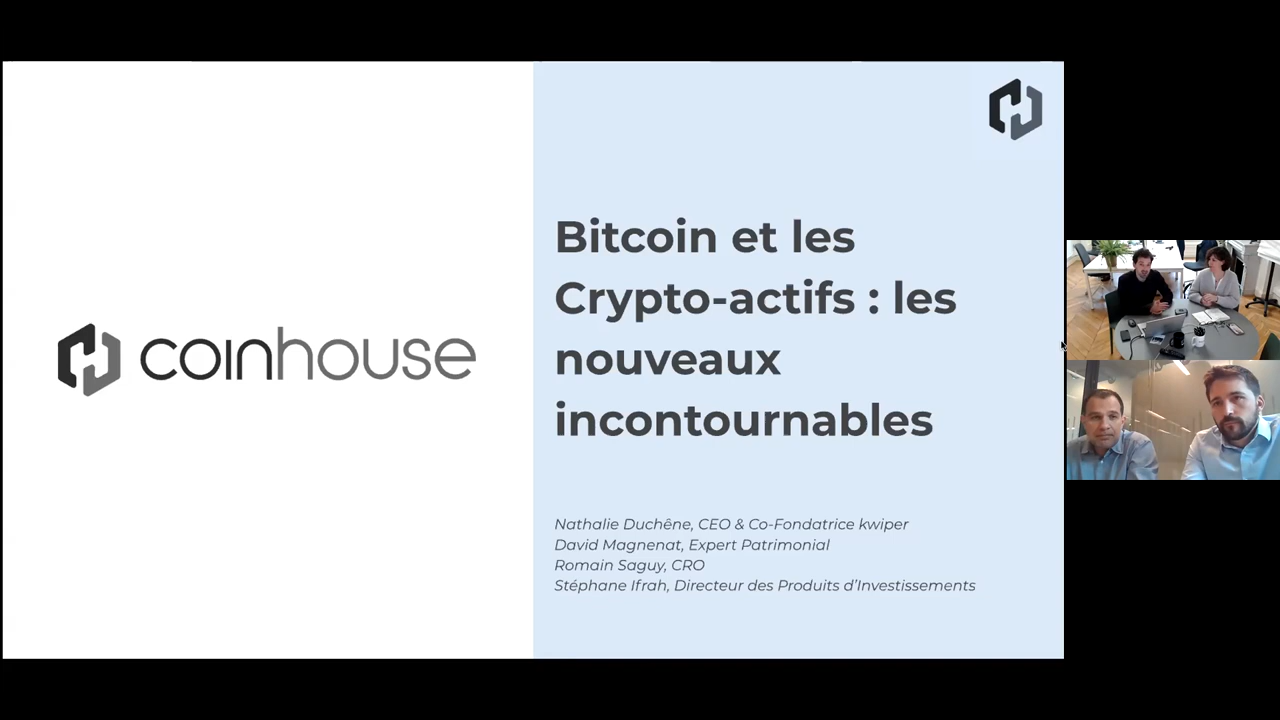 coinhouse
Bitcoin et les
Crypto-actifs : les
nouveaux
incontournables
Nathalie Duchêne, CEO & Co-Fondatrice kwiper
David Magnenat, Expert Patrimonial
Romain Saguy, CRO
Stéphane Ifrah, Directeur des Produits d'Investissements